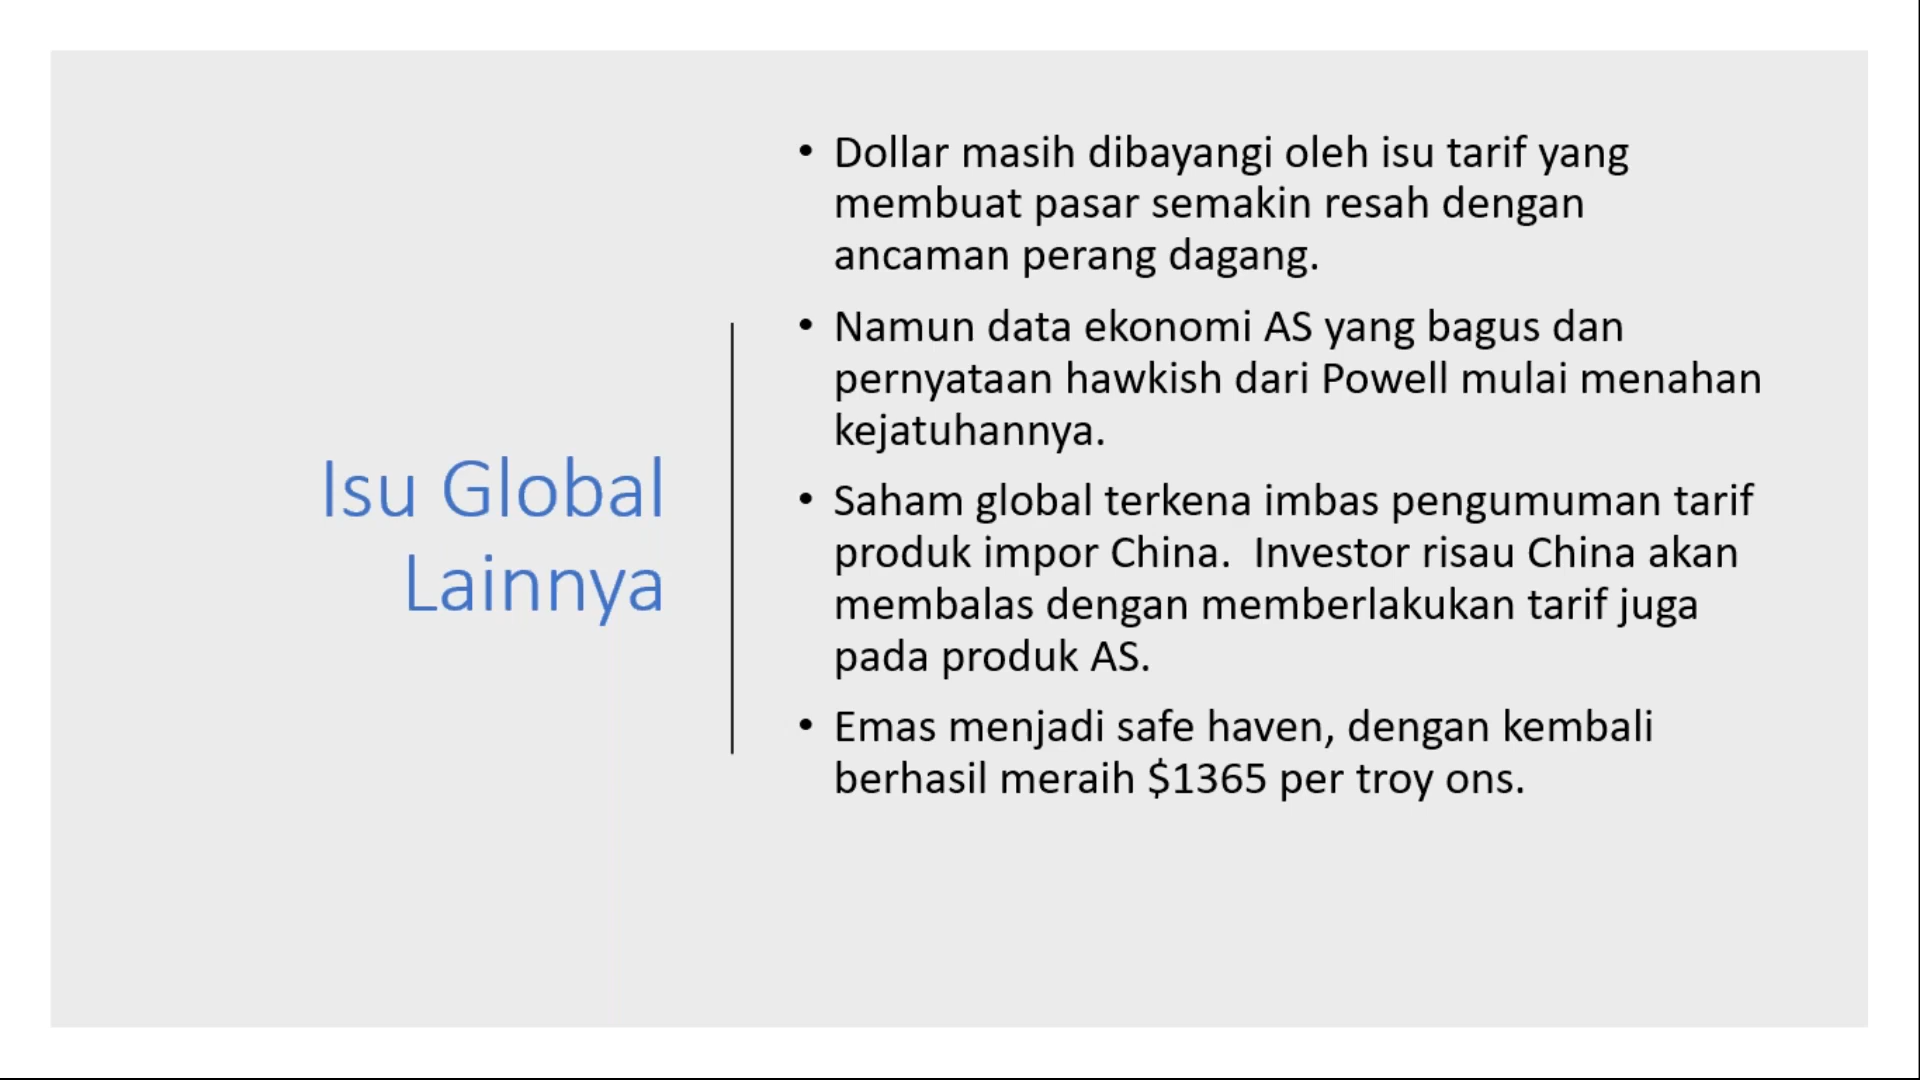 Isu Global
Lainnya
• Dollar masih dibayangi oleh isu tarif yang
membuat pasar semakin resah dengan
ancaman perang dagang.
• Namun data ekonomi AS yang bagus dan
pernyataan hawkish dari Powell mulai menahan
kejatuhannya.
• Saham global terkena imbas pengumuman tarif
produk impor China.  Investor risau China akan
membalas dengan memberlakukan tarif juga
pada produk AS.
• Emas menjadi safe haven, dengan kembali
berhasil meraih $1365 per troy ons.